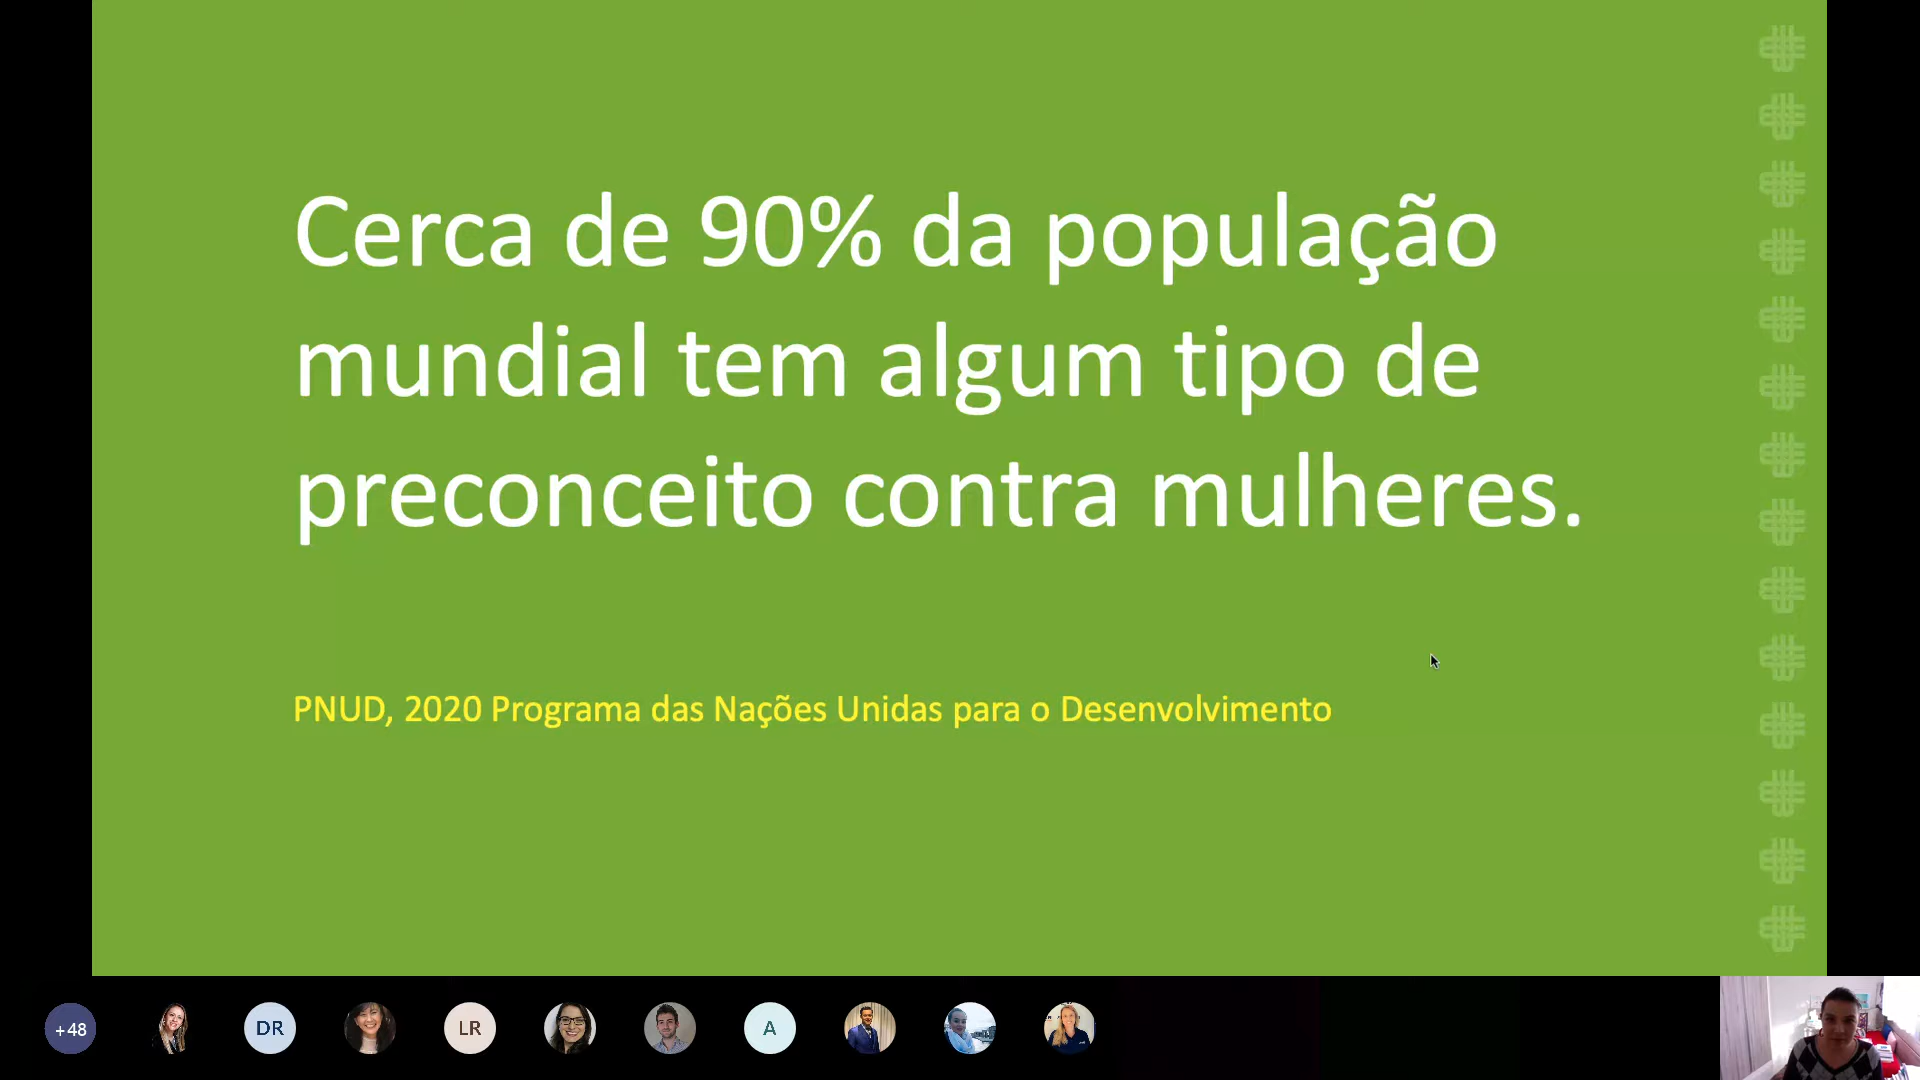 Cerca de 90% da população
mundial tem algum tipo de
preconceito contra mulheres.
PNUD, 2020 Programa das Nações Unidas para o Desenvolvimento
+48
DR
LR
A